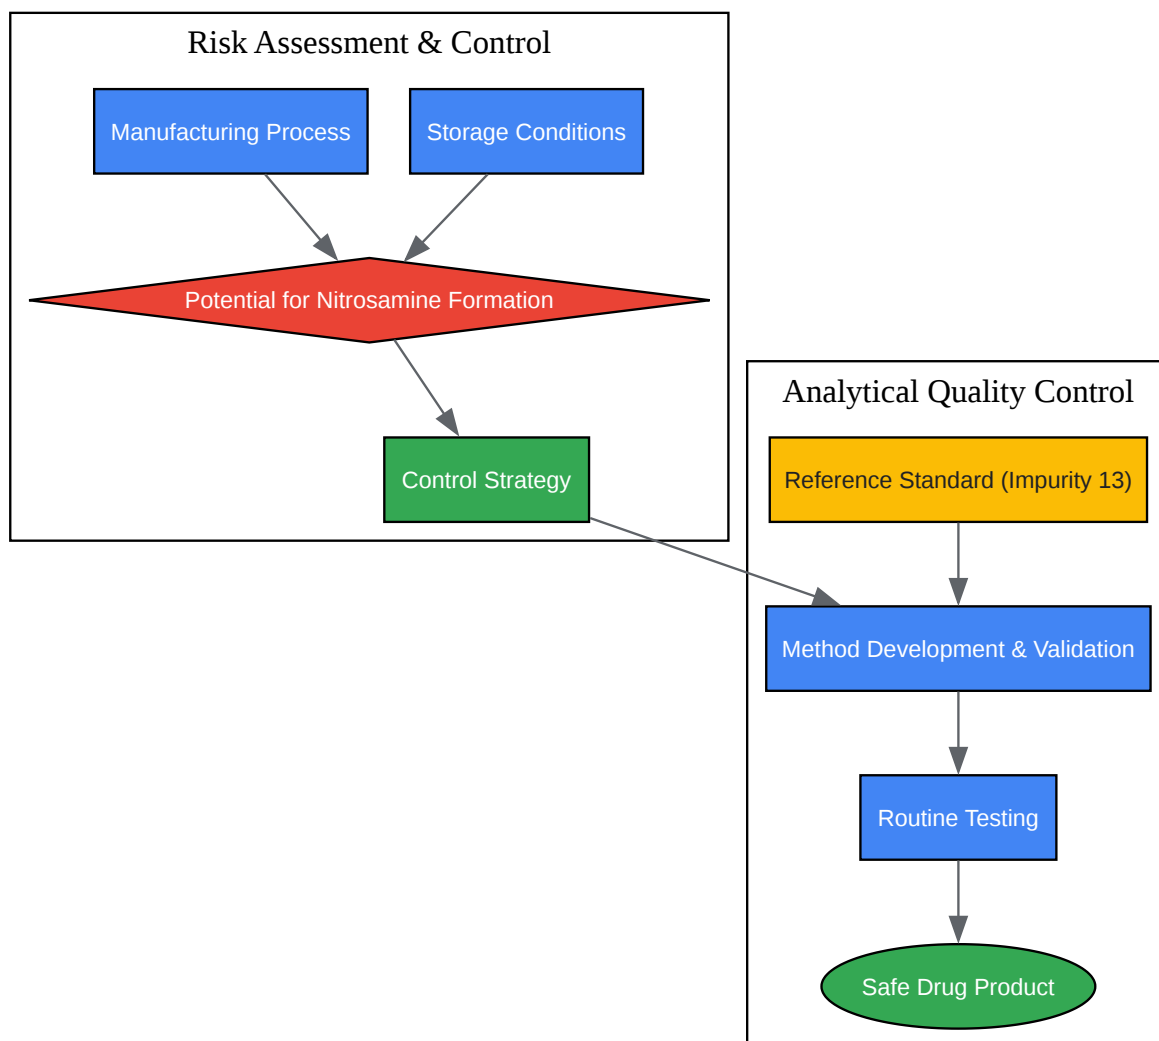 Risk Assessment & Control
Manufacturing Process
Storage Conditions
Potential for Nitrosamine Formation
Control Strategy
Analytical Quality Control
Reference Standard (Impurity 13)
Method Development & Validation
Routine Testing
Safe Drug Product